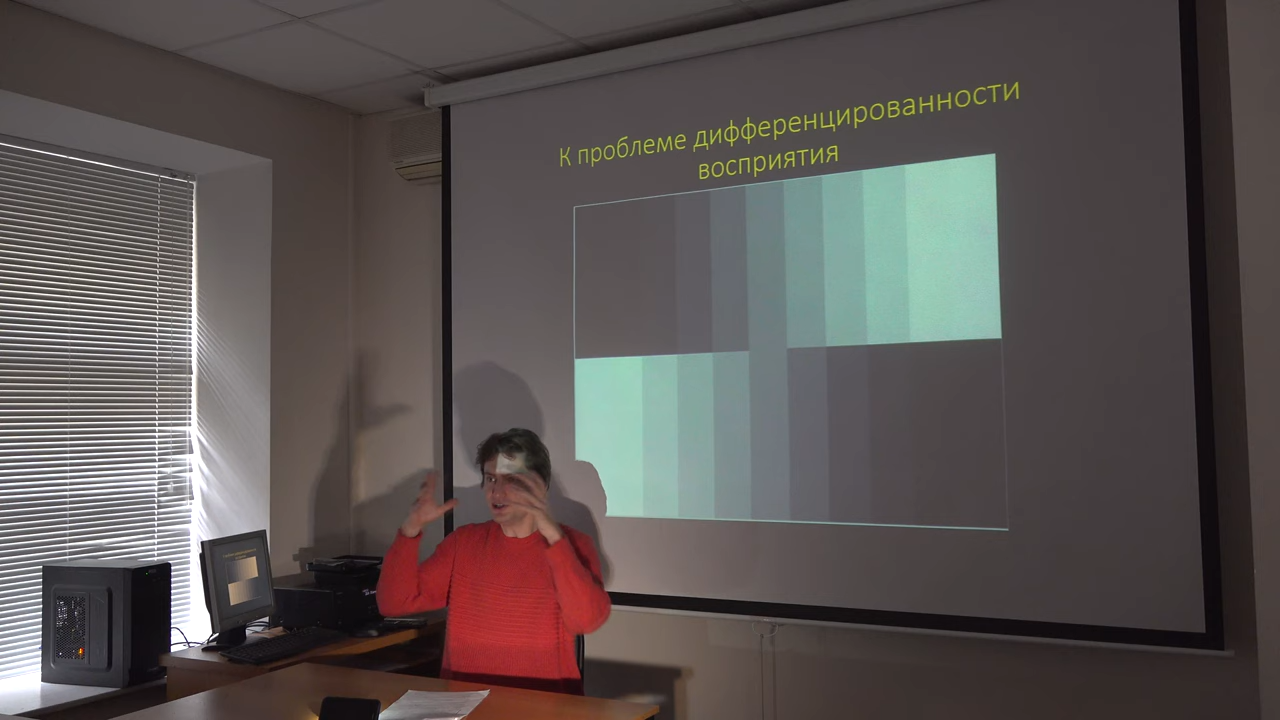 К проблеме дифференцированности
восприятия